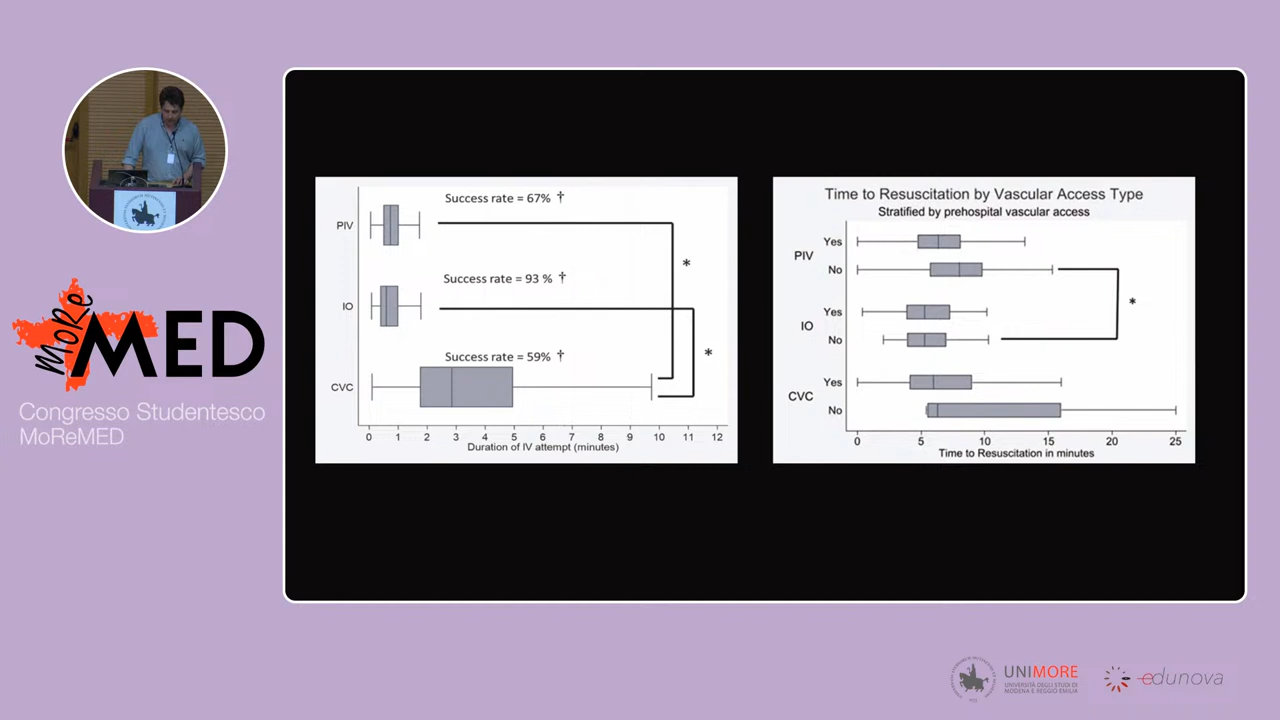 MoRe
MED
Congresso Studentesco
MoReMED
Success rate = 67% †
PIV
*
Success rate = 93 % †
IO
*
Success rate = 59% †
CVC
0 1 2 3 4 5 6 7 8 9 10 11 12
Duration of IV attempt (minutes)
Time to Resuscitation by Vascular Access Type
Stratified by prehospital vascular access
PIV
Yes
No
*
IO
Yes
No
CVC
Yes
No
0 5 10 15 20 25
Time to Resuscitation in minutes
UNIMORE
UNIVERSITÀ DEGLI STUDI DI
MODENA E REGGIO EMILIA
edunova